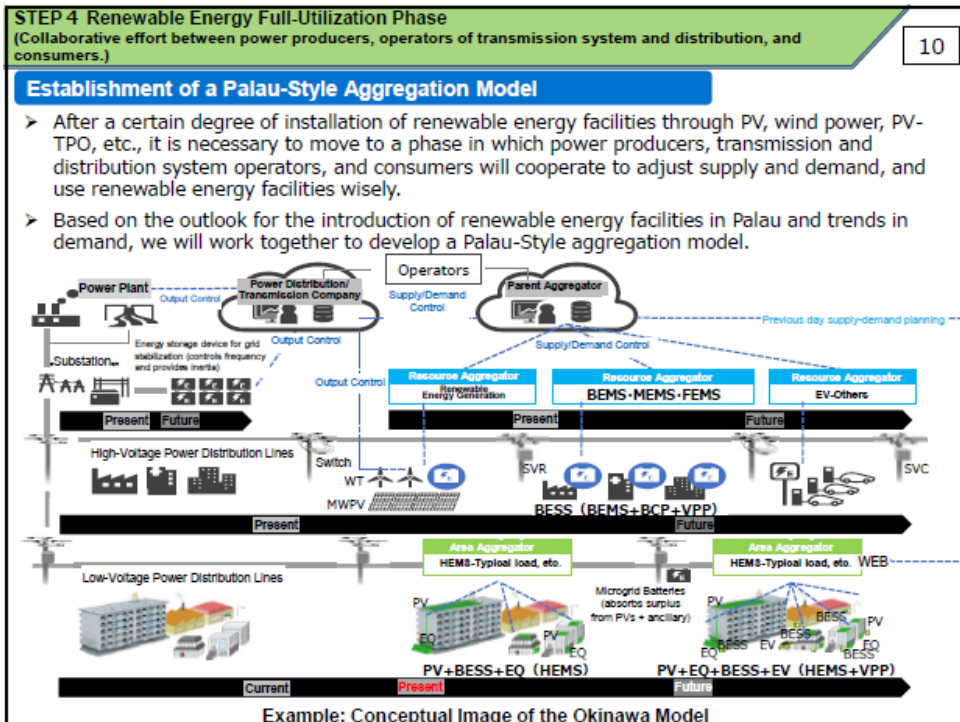 STEP 4 Renewable Energy Full-Utilization Phase
(Collaborative effort between power producers, operators of transmission system and distribution, and
consumers.)
10
Establishment of a Palau-Style Aggregation Model
➢ After a certain degree of installation of renewable energy facilities through PV, wind power, PV-
TPO, etc., it is necessary to move to a phase in which power producers, transmission and
distribution system operators, and consumers will cooperate to adjust supply and demand, and
use renewable energy facilities wisely.
➢ Based on the outlook for the introduction of renewable energy facilities in Palau and trends in
demand, we will work together to develop a Palau-Style aggregation model.
Operators
Power Plant
Output Control
Power Distribution/
Transmission Company
Supply/Demand
Control
Parent Aggregator
Previous day supply-demand planning
Energy storage device for grid
stabilization (controls frequency
and provides inertia)
Output Control
Supply/Demand Control
Substation
Output Control
Resource Aggregator
Renewable
Energy Generation
Resource Aggregator
BEMS·MEMS·FEMS
Resource Aggregator
EV-Others
Present Future
Present
Future
High-Voltage Power Distribution Lines
Switch
WT
MWPV
SVR
SVC
BESS (BEMS+BCP+VPP)
Present
Future
Low-Voltage Power Distribution Lines
Area Aggregator
HEMS-Typical load, etc.
Microgrid Batteries
(absorbs surplus
from PVs + ancillary)
Area Aggregator
HEMS-Typical load, etc.
WEB
PV
EQ
PV
EQ
PV+BESS+EQ (HEMS)
PV
EQ
BESS
EV
BESS
BESS
PV
EQ
BESS
PV+EQ+BESS+EV (HEMS+VPP)
Current
Present
Future
Example: Conceptual Image of the Okinawa Model